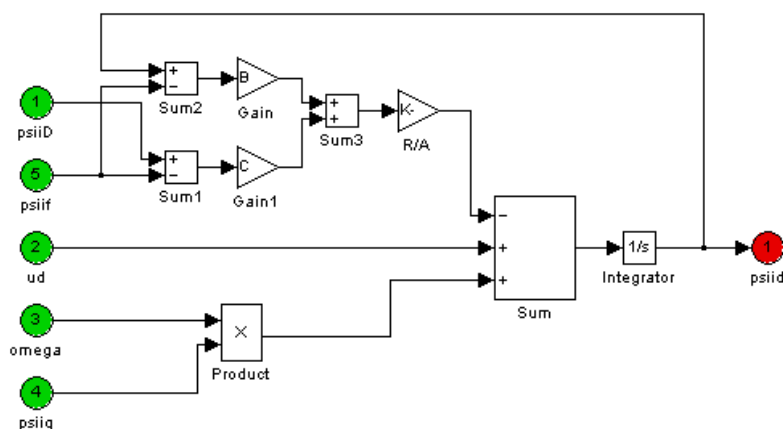 +
−
Sum2
B
Gain
1
psiiD
+
+
Sum3
K-
R/A
+
−
Sum1
C
Gain1
5
psiif
−
+
+
Sum
2
ud
1/s
Integrator
1
psiid
3
omega
×
Product
4
psiiq